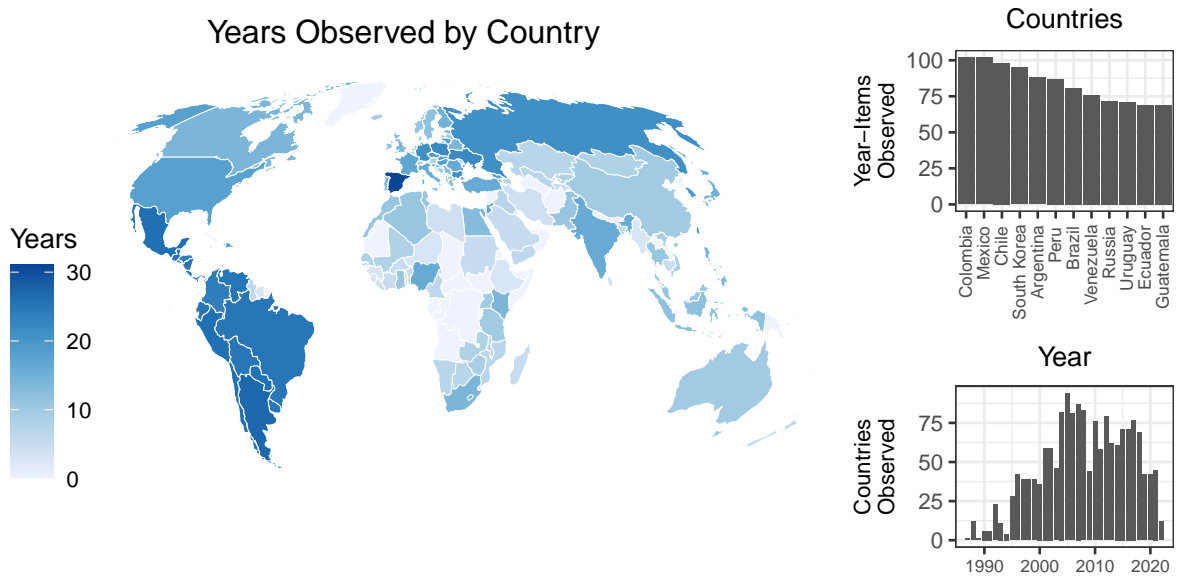 Years Observed by Country
Years
30
20
10
0
Countries
Year−Items
Observed
100
75
50
25
0
Colombia
Mexico
Chile
South Korea
Argentina
Peru
Brazil
Venezuela
Russia
Uruguay
Ecuador
Guatemala
Year
Countries
Observed
75
50
25
0
1990
2000
2010
2020